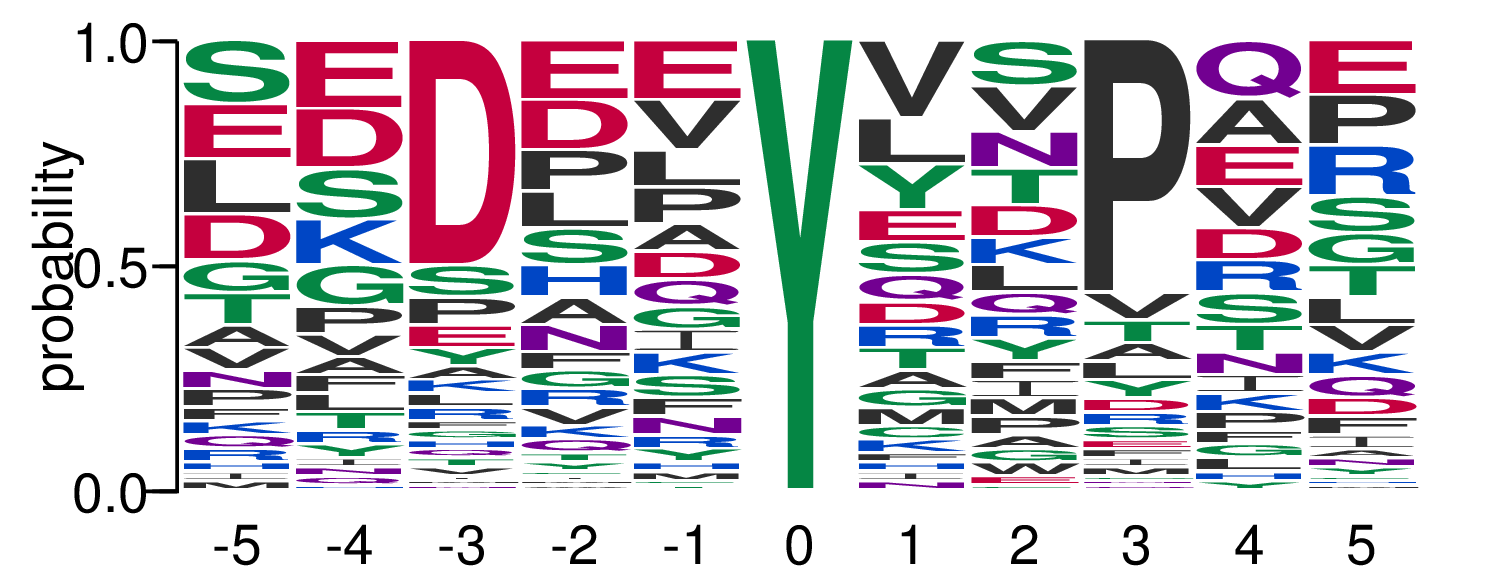 probability
1.0
0.5
0.0
S E L D G T A V N P F K Q R H I M
E D S K G P V A F L T R Y I N Q
D S P E Y A K L R F G Q T V
E D P L S H A N F G R V K Q T Y
E V L P A D Q G I K S F N R Y H M
Y
V L Y E S Q D R T A G M C K F H I N
S V N T D K L Q R Y F I M P A G W E
P V T A Y D R S E
Q A E V D R S T N I K P F G L H Y
E P R S G T L V K Q D F I A N Y
-5 -4 -3 -2 -1 0 1 2 3 4 5